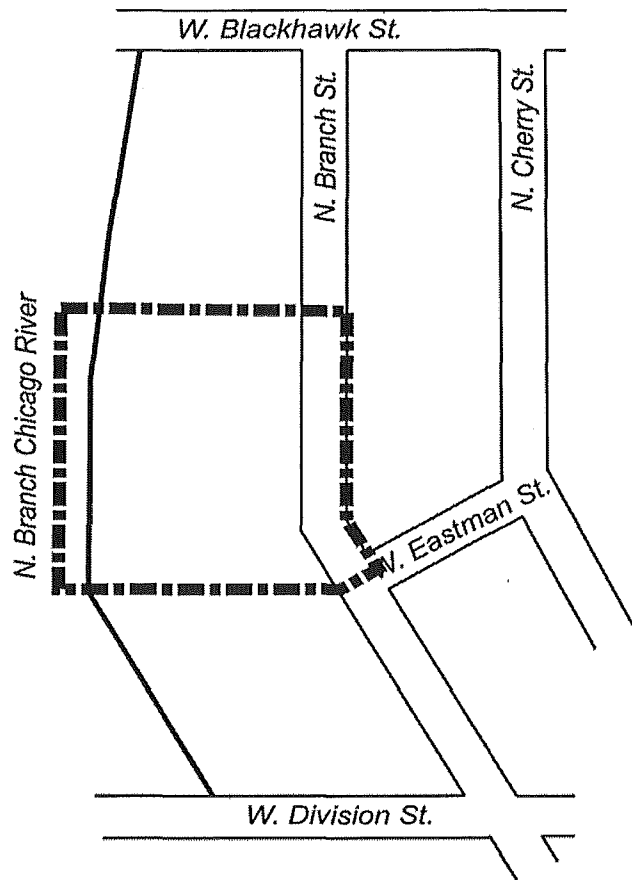 W. Blackhawk St.
N. Branch St.
N. Cherry St.
N. Branch Chicago River
W. Eastman St.
W. Division St.